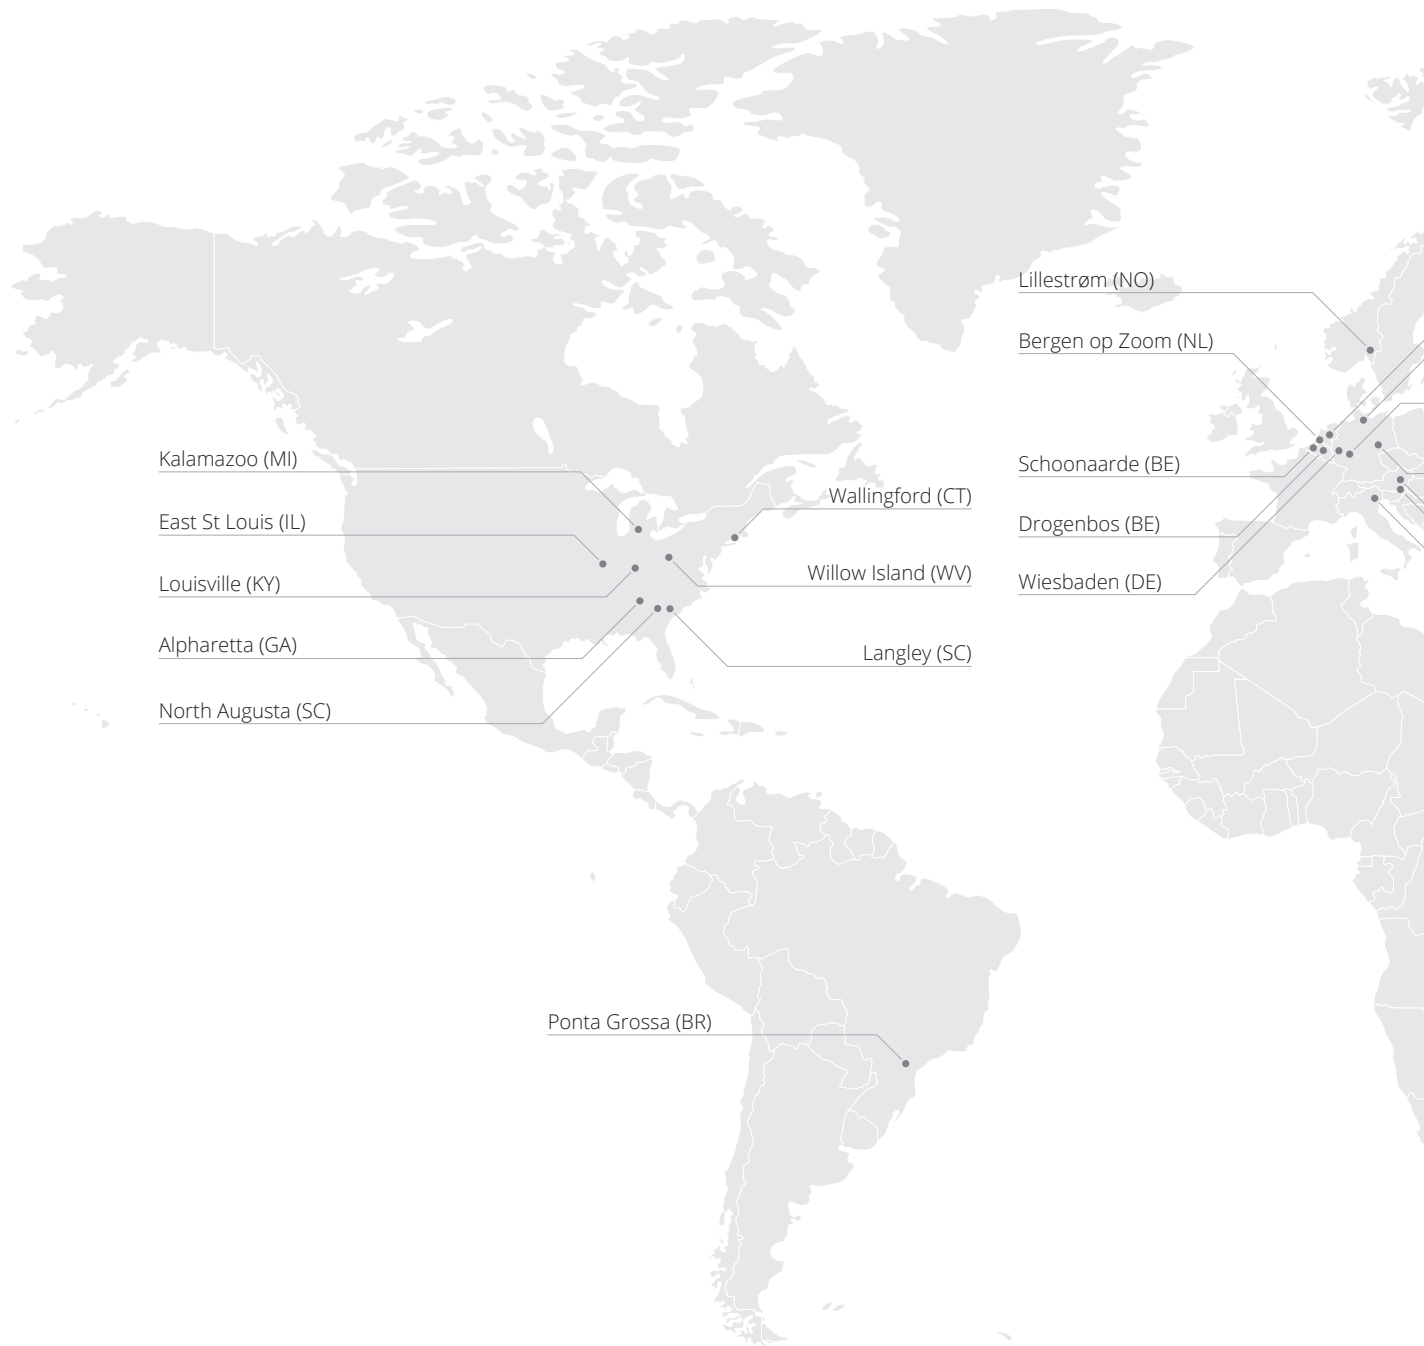 Lillestrøm (NO)
Bergen op Zoom (NL)
Kalamazoo (MI)
Schoonaarde (BE)
Wallingford (CT)
East St Louis (IL)
Drogenbos (BE)
Willow Island (WV)
Louisville (KY)
Wiesbaden (DE)
Alpharetta (GA)
Langley (SC)
North Augusta (SC)
Ponta Grossa (BR)